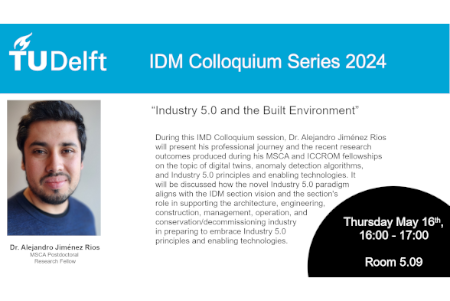 TUDelft
IDM Colloquium Series 2024
“Industry 5.0 and the Built Environment”
During this IMD Colloquium session, Dr. Alejandro Jiménez Rios
will present his professional journey and the recent research
outcomes produced during his MSCA and ICCROM fellowships
on the topic of digital twins, anomaly detection algorithms,
and Industry 5.0 principles and enabling technologies. It
will be discussed how the novel Industry 5.0 paradigm
aligns with the IDM section vision and the section's
role in supporting the architecture, engineering,
construction, management, operation, and
conservation/decommissioning industry
in preparing to embrace Industry 5.0
principles and enabling technologies.
Dr. Alejandro Jiménez Rios
MSCA Postdoctoral
Research Fellow
Thursday May 16th,
16:00 - 17:00
Room 5.09